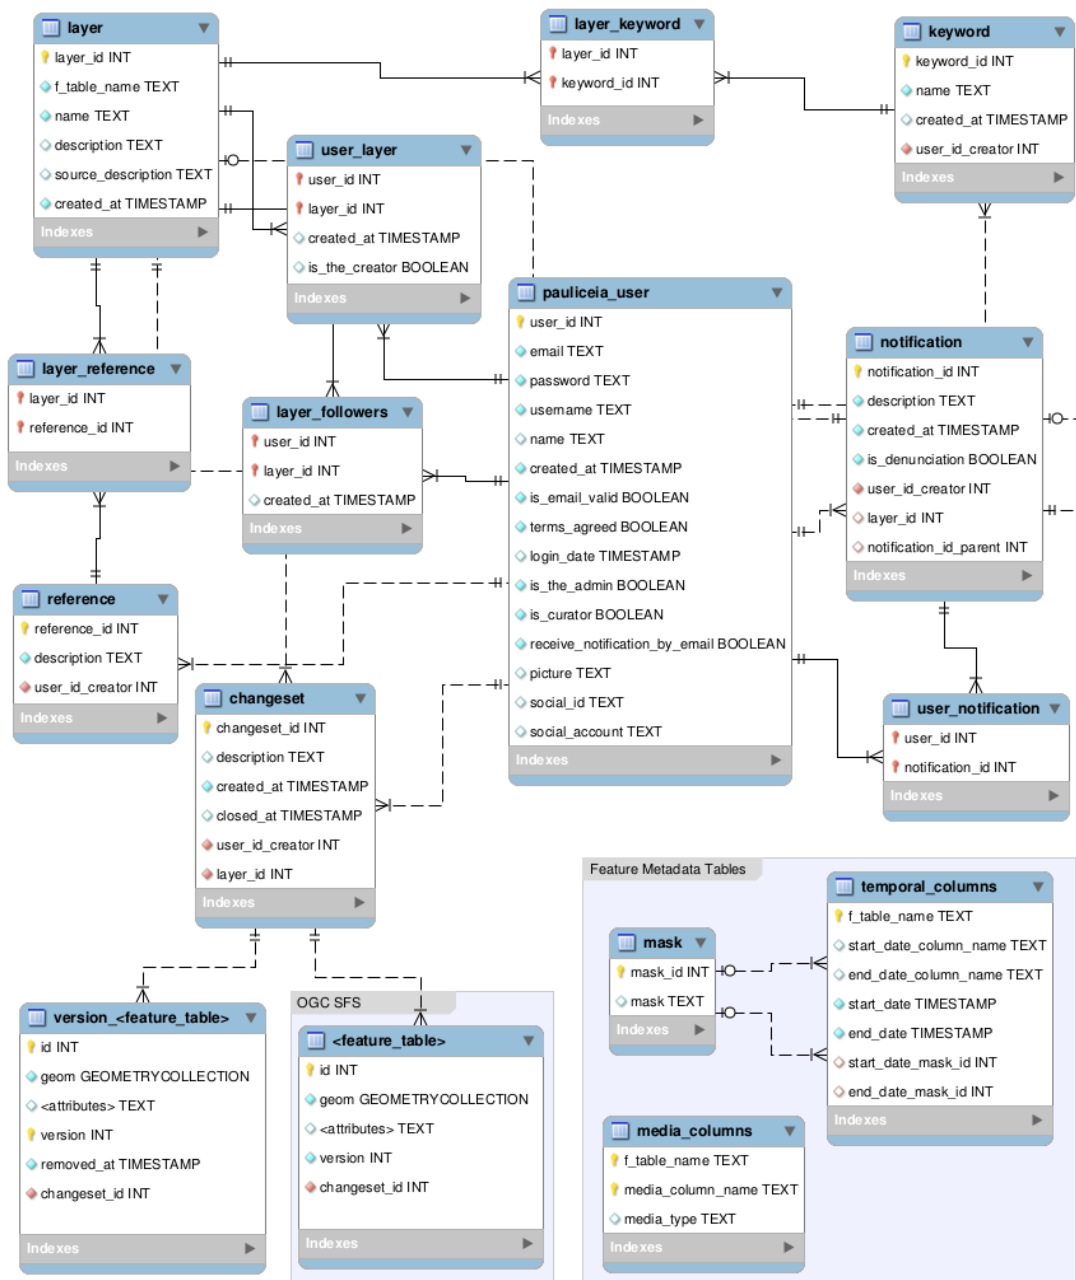 layer
layer_id INT
f_table_name TEXT
name TEXT
description TEXT
source_description TEXT
created_at TIMESTAMP
Indexes
layer_keyword
layer_id INT
keyword_id INT
Indexes
keyword
keyword_id INT
name TEXT
created_at TIMESTAMP
user_id_creator INT
Indexes
user_layer
user_id INT
layer_id INT
created_at TIMESTAMP
is_the_creator BOOLEAN
Indexes
pauliceia_user
user_id INT
email TEXT
password TEXT
username TEXT
name TEXT
created_at TIMESTAMP
is_email_valid BOOLEAN
terms_agreed BOOLEAN
login_date TIMESTAMP
is_the_admin BOOLEAN
is_curator BOOLEAN
receive_notification_by_email BOOLEAN
picture TEXT
social_id TEXT
social_account TEXT
Indexes
notification
notification_id INT
description TEXT
created_at TIMESTAMP
is_denunciation BOOLEAN
user_id_creator INT
layer_id INT
notification_id_parent INT
Indexes
layer_reference
layer_id INT
reference_id INT
Indexes
layer_followers
user_id INT
layer_id INT
created_at TIMESTAMP
Indexes
reference
reference_id INT
description TEXT
user_id_creator INT
Indexes
changeset
changeset_id INT
description TEXT
created_at TIMESTAMP
closed_at TIMESTAMP
user_id_creator INT
layer_id INT
Indexes
user_notification
user_id INT
notification_id INT
Indexes
version_<feature_table>
id INT
geom GEOMETRYCOLLECTION
<attributes> TEXT
version INT
removed_at TIMESTAMP
changeset_id INT
Indexes
OGC SFS
<feature_table>
id INT
geom GEOMETRYCOLLECTION
<attributes> TEXT
version INT
changeset_id INT
Indexes
Feature Metadata Tables
mask
mask_id INT
mask TEXT
Indexes
temporal_columns
f_table_name TEXT
start_date_column_name TEXT
end_date_column_name TEXT
start_date TIMESTAMP
end_date TIMESTAMP
start_date_mask_id INT
end_date_mask_id INT
Indexes
media_columns
f_table_name TEXT
media_column_name TEXT
media_type TEXT
Indexes